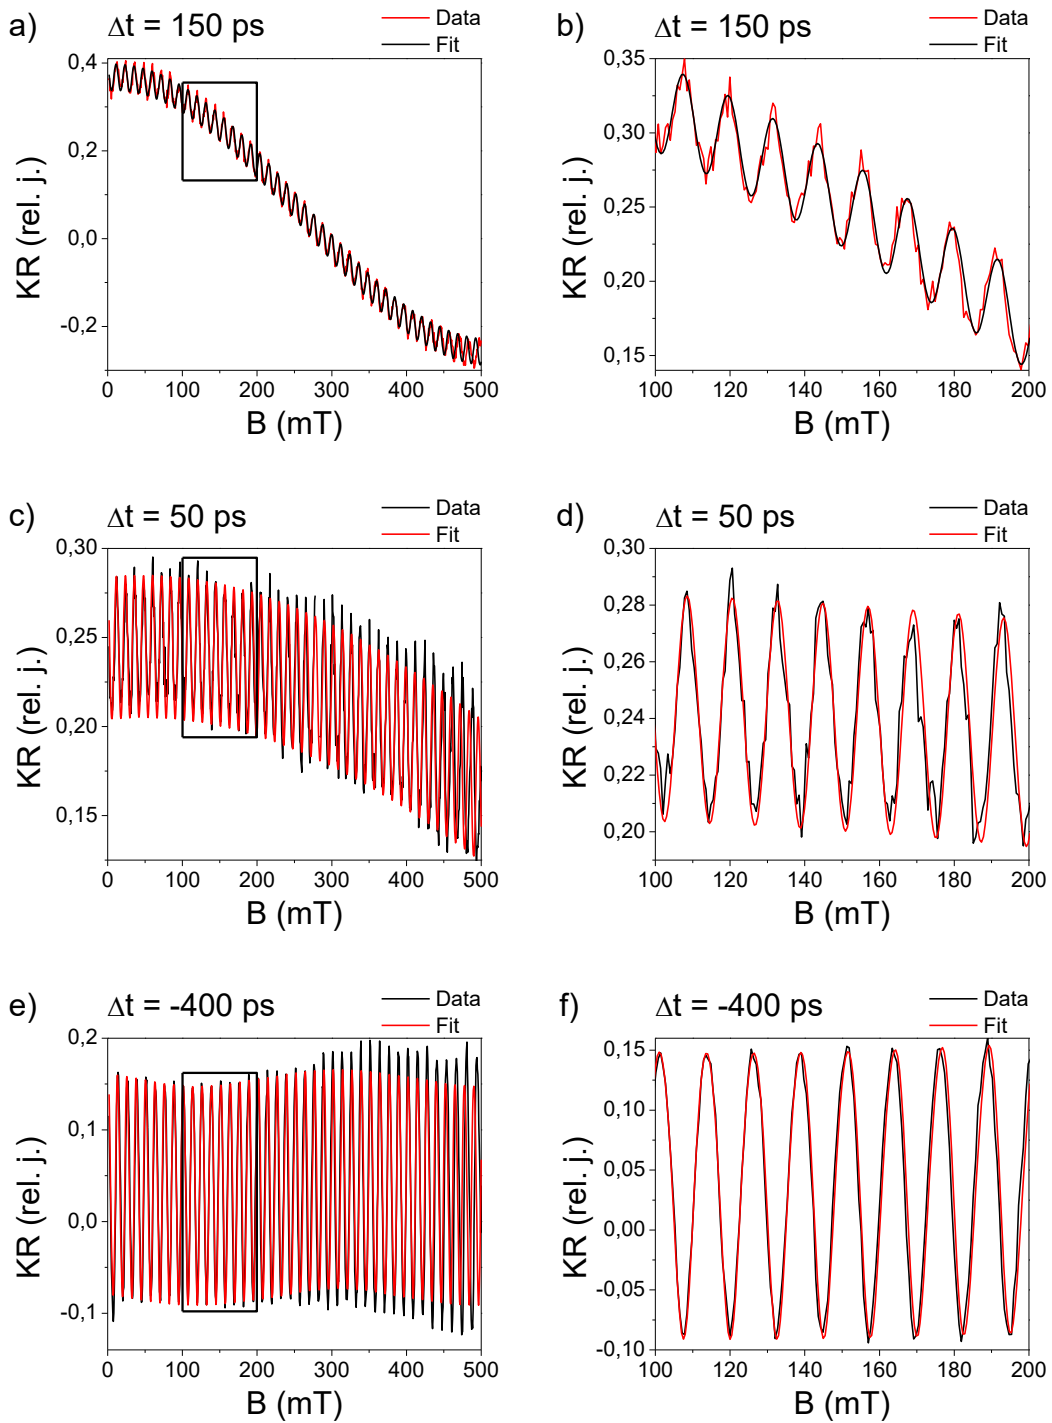 a) Δt = 150 ps
Data
Fit
0,4
0,2
0,0
-0,2
KR (rel. j.)
0 100 200 300 400 500
B (mT)
b) Δt = 150 ps
Data
Fit
0,35
0,30
0,25
0,20
0,15
KR (rel. j.)
100 120 140 160 180 200
B (mT)
c) Δt = 50 ps
Data
Fit
0,30
0,25
0,20
0,15
KR (rel. j.)
0 100 200 300 400 500
B (mT)
d) Δt = 50 ps
Data
Fit
0,30
0,28
0,26
0,24
0,22
0,20
KR (rel. j.)
100 120 140 160 180 200
B (mT)
e) Δt = -400 ps
Data
Fit
0,2
0,1
0,0
-0,1
KR (rel. j.)
0 100 200 300 400 500
B (mT)
f) Δt = -400 ps
Data
Fit
0,15
0,10
0,05
0,00
-0,05
-0,10
KR (rel. j.)
100 120 140 160 180 200
B (mT)